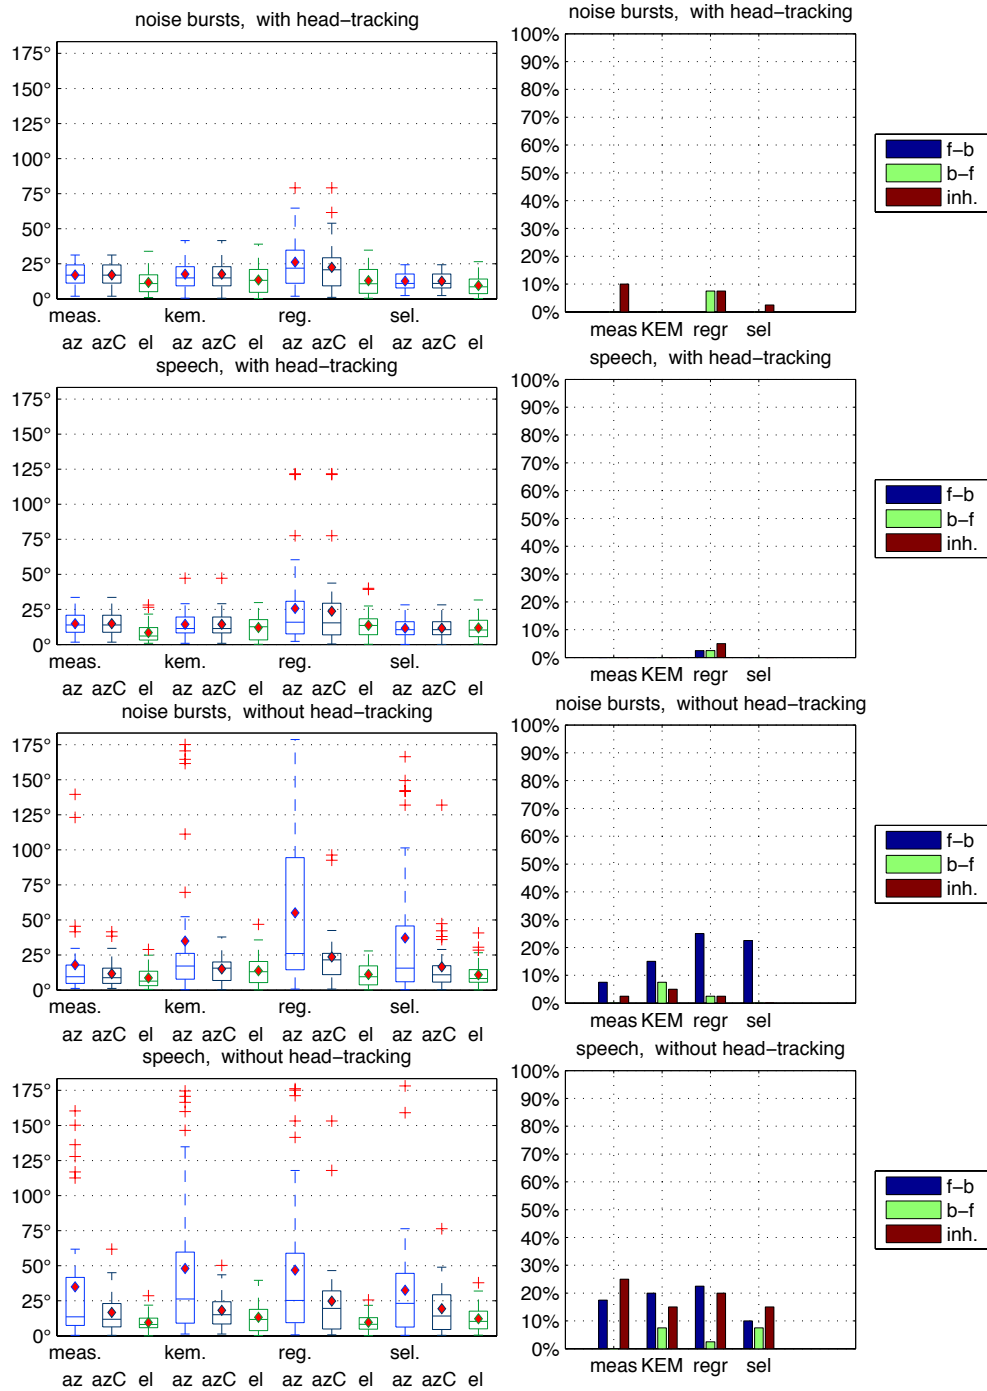 noise bursts, with head-tracking
175°
150°
125°
100°
75°
50°
25°
0°
meas. kem. reg. sel.
az azC el az azC el az azC el az azC el
noise bursts, with head-tracking
100%
90%
80%
70%
60%
50%
40%
30%
20%
10%
0%
meas KEM regr sel
f-b
b-f
inh.
speech, with head-tracking
175°
150°
125°
100°
75°
50°
25°
0°
meas. kem. reg. sel.
az azC el az azC el az azC el az azC el
speech, with head-tracking
100%
90%
80%
70%
60%
50%
40%
30%
20%
10%
0%
meas KEM regr sel
f-b
b-f
inh.
noise bursts, without head-tracking
175°
150°
125°
100°
75°
50°
25°
0°
meas. kem. reg. sel.
az azC el az azC el az azC el az azC el
noise bursts, without head-tracking
100%
90%
80%
70%
60%
50%
40%
30%
20%
10%
0%
meas KEM regr sel
f-b
b-f
inh.
speech, without head-tracking
175°
150°
125°
100°
75°
50°
25°
0°
meas. kem. reg. sel.
az azC el az azC el az azC el az azC el
speech, without head-tracking
100%
90%
80%
70%
60%
50%
40%
30%
20%
10%
0%
meas KEM regr sel
f-b
b-f
inh.